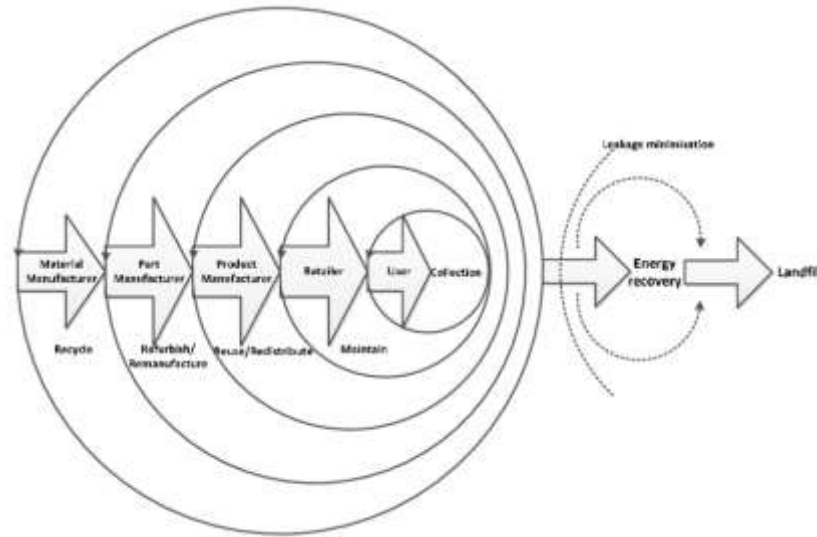 Leakage minimisation
Material
Manufacturer
Part
Manufacturer
Product
Manufacturer
Retailer
User
Collection
Energy
recovery
Landfill
Recycle
Refurbish/
Remanufacture
Reuse/Redistribute
Maintain